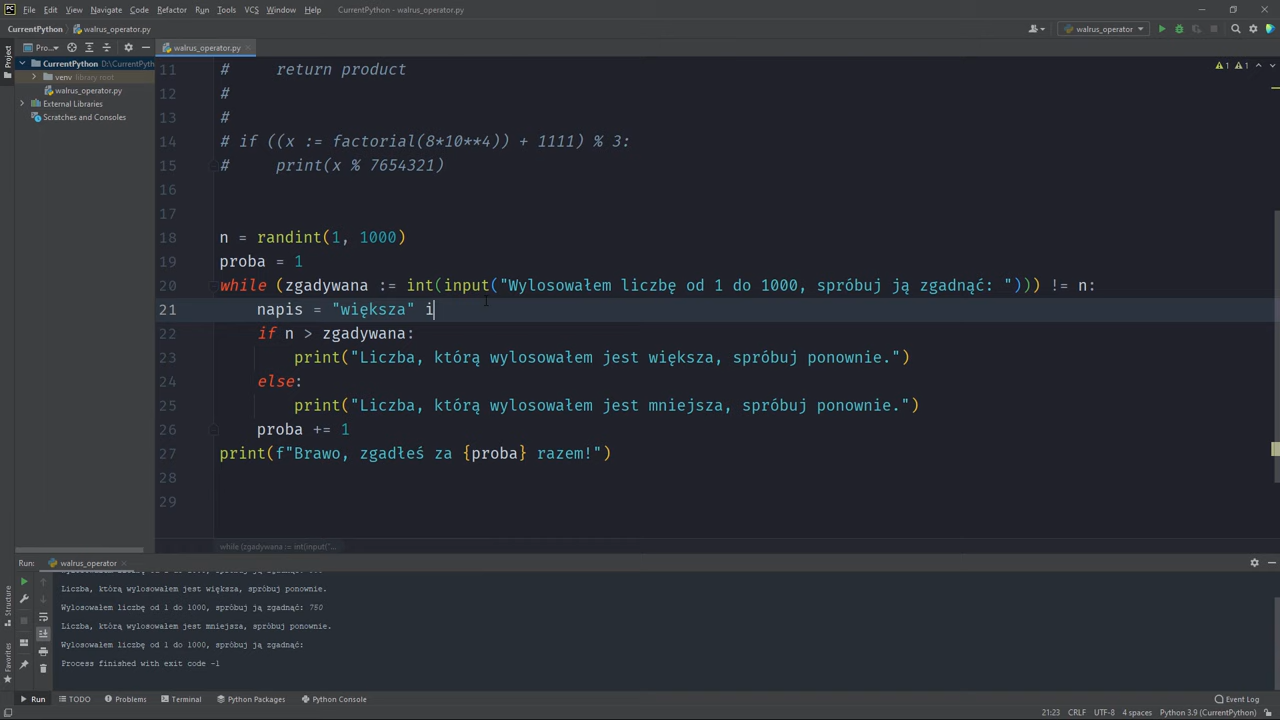 PC File Edit View Navigate Code Refactor Run Tools VCS Window Help CurrentPython - walrus_operator.py
CurrentPython walrus_operator.py walrus_operator
Project
Pro... walrus_operator.py
CurrentPython D:\CurrentPyth
venv library root
walrus_operator.py
External Libraries
Scratches and Consoles
1 1
11 # return product
12 #
13 #
14 # if ((x := factorial(8*10**4)) + 1111) % 3:
15 # print(x % 7654321)
16
17
18 n = randint(1, 1000)
19 proba = 1
20 while (zgadywana := int(input("Wylosowałem liczbę od 1 do 1000, spróbuj ją zgadnąć: "))) != n:
21 napis = "większa" i
22 if n > zgadywana:
23 print("Liczba, którą wylosowałem jest większa, spróbuj ponownie.")
24 else:
25 print("Liczba, którą wylosowałem jest mniejsza, spróbuj ponownie.")
26 proba += 1
27 print(f"Brawo, zgadłeś za {proba} razem!")
28
29
while (zgadywana := int(input("...
Run: walrus_operator
Liczba, którą wylosowałem jest większa, spróbuj ponownie.
Wylosowałem liczbę od 1 do 1000, spróbuj ją zgadnąć: 750
Liczba, którą wylosowałem jest mniejsza, spróbuj ponownie.
Wylosowałem liczbę od 1 do 1000, spróbuj ją zgadnąć:
Process finished with exit code -1
Structure
Favorites
Run TODO Problems Terminal Python Packages Python Console Event Log
21:23 CRLF UTF-8 4 spaces Python 3.9 (CurrentPython)